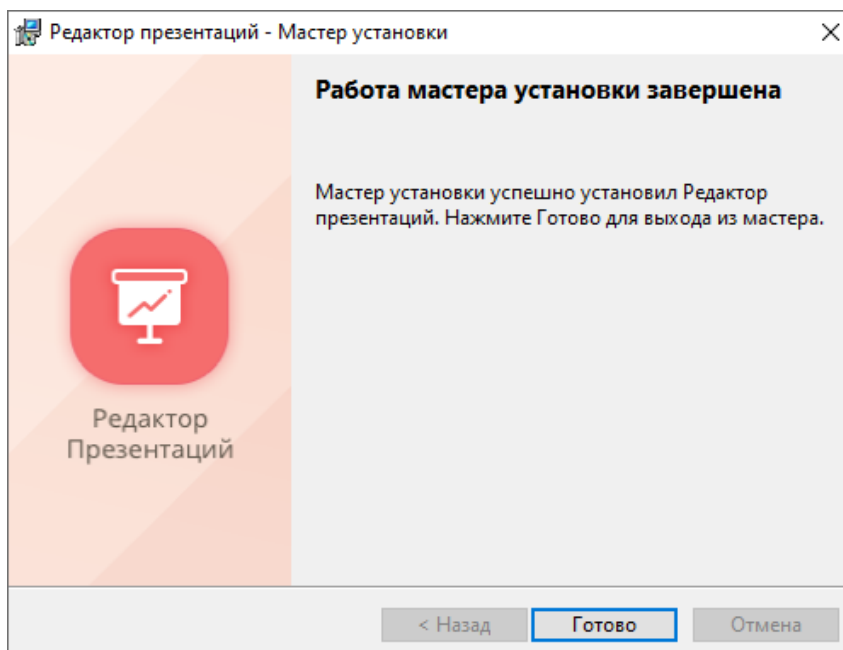 Редактор презентаций - Мастер установки
Работа мастера установки завершена
Мастер установки успешно установил Редактор
презентаций. Нажмите Готово для выхода из мастера.
Редактор
Презентаций
< Назад
Готово
Отмена